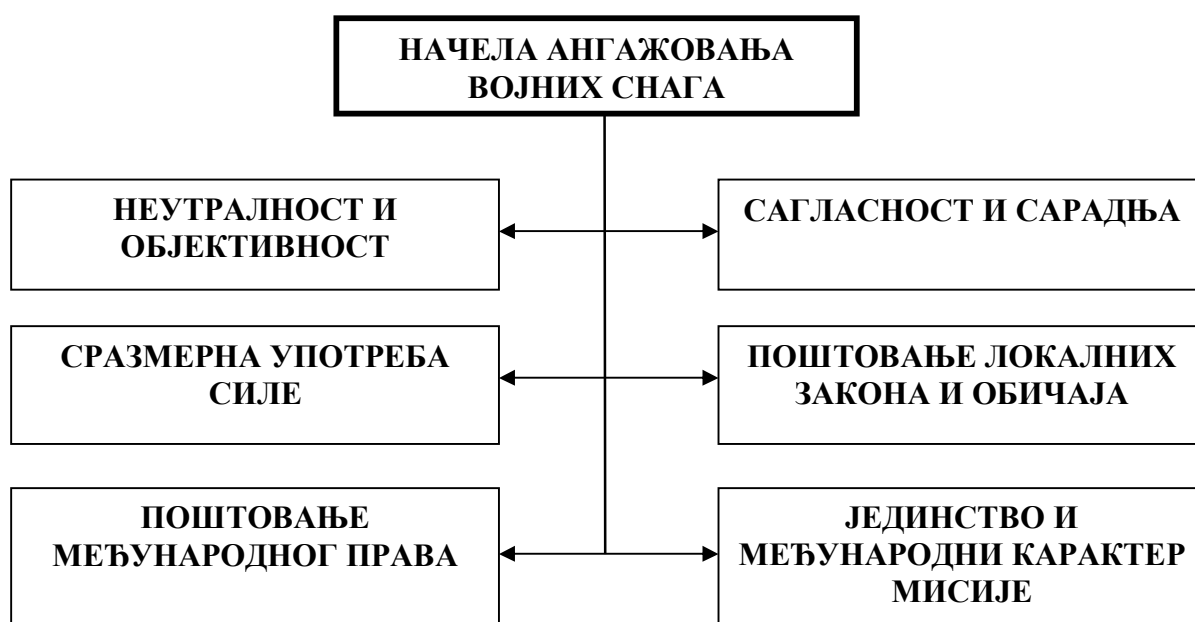 НАЧЕЛА АНГАЖОВАЊА
ВОЈНИХ СНАГА
НЕУТРАЛНОСТ И
ОБЈЕКТИВНОСТ
САГЛАСНОСТ И САРАДЊА
СРАЗМЕРНА УПОТРЕБА
СИЛЕ
ПОШТОВАЊЕ ЛОКАЛНИХ
ЗАКОНА И ОБИЧАЈА
ПОШТОВАЊЕ
МЕЂУНАРОДНОГ ПРАВА
ЈЕДИНСТВО И
МЕЂУНАРОДНИ КАРАКТЕР
МИСИЈЕ